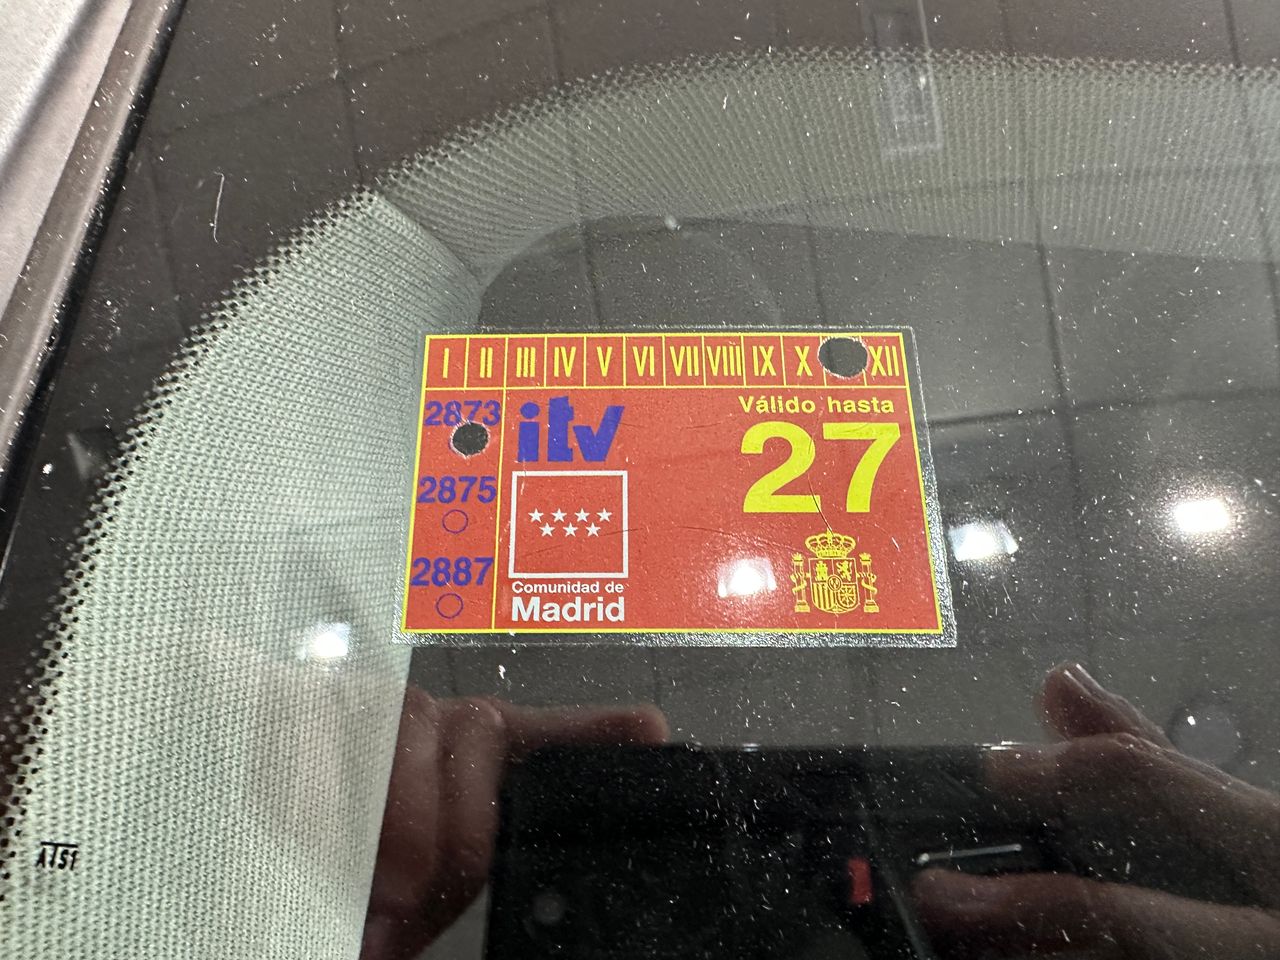 I II III IV V VI VII VIII IX X XII
2873
itv
Válido hasta
27
2875
2887
Comunidad de
Madrid